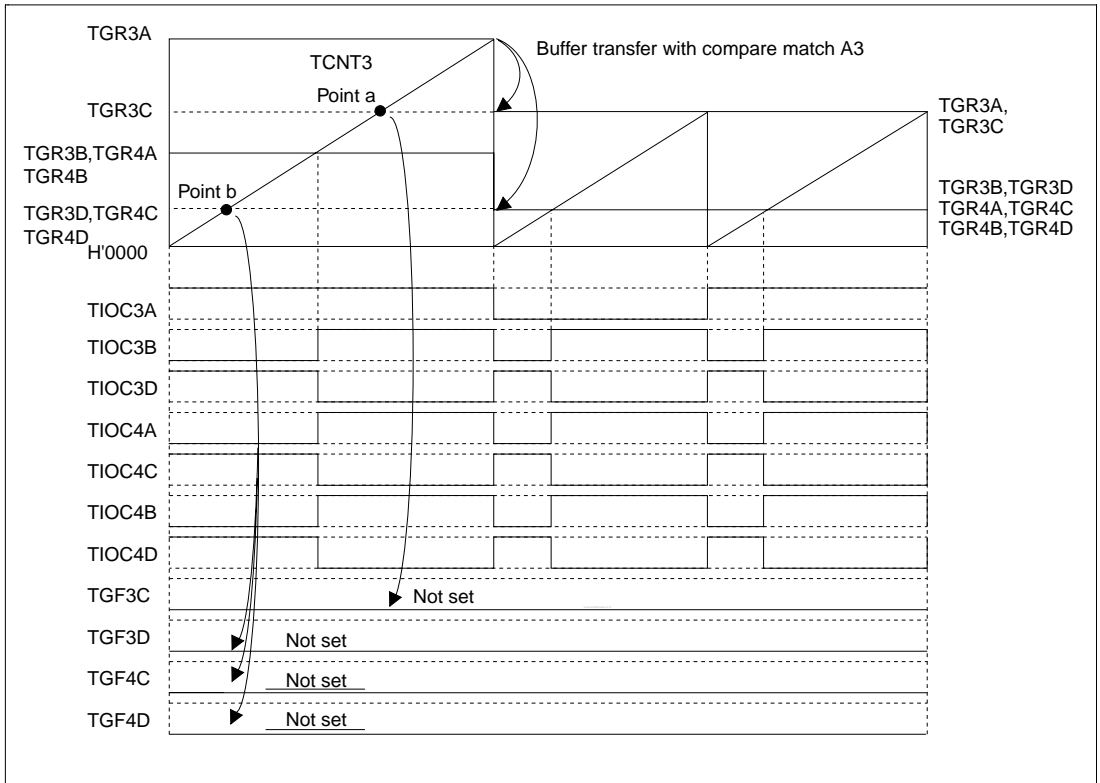 TGR3A
TCNT3
Buffer transfer with compare match A3
Point a
TGR3C
TGR3A,
TGR3C
TGR3B,TGR4A
TGR4B
Point b
TGR3D,TGR4C
TGR4D
H'0000
TGR3B,TGR3D
TGR4A,TGR4C
TGR4B,TGR4D
TIOC3A
TIOC3B
TIOC3D
TIOC4A
TIOC4C
TIOC4B
TIOC4D
TGF3C
Not set
TGF3D
Not set
TGF4C
Not set
TGF4D
Not set